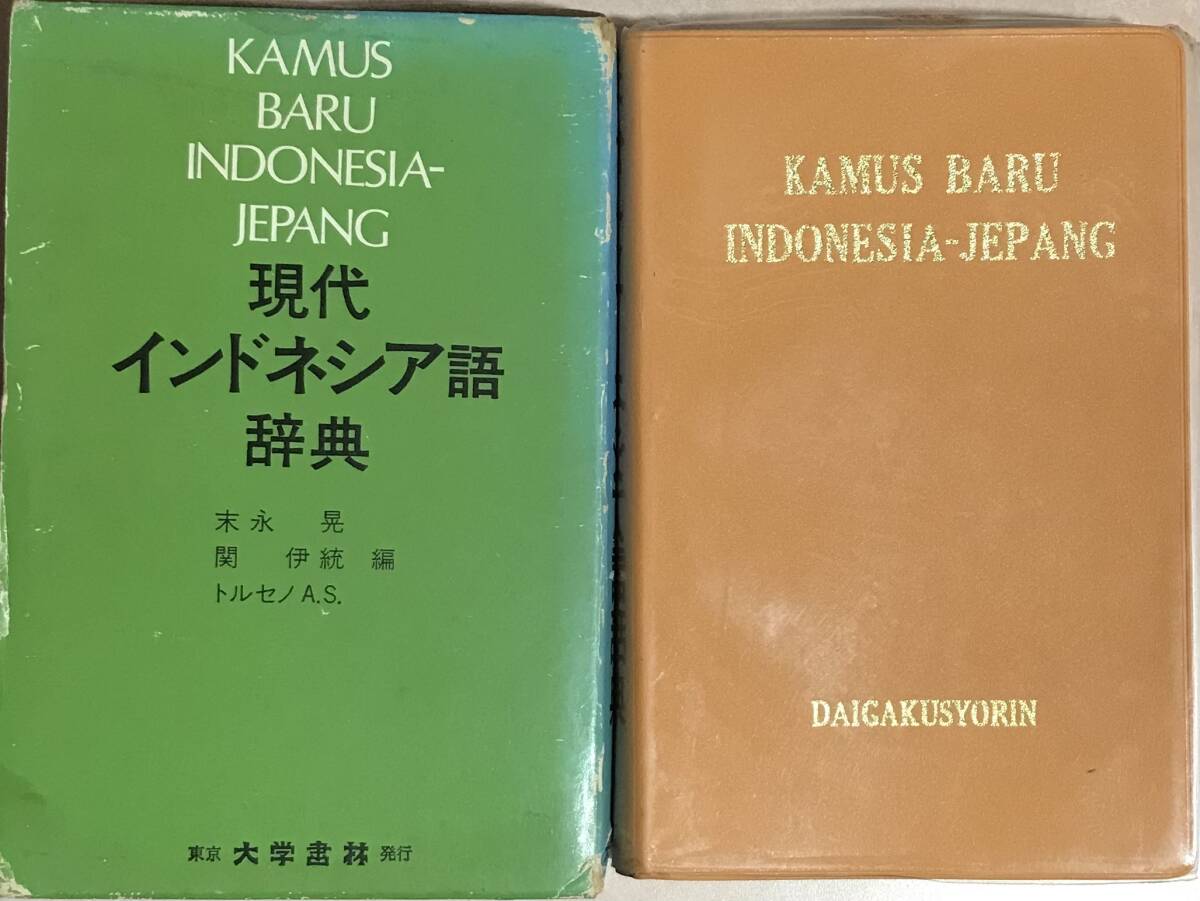 KAMUS
BARU
INDONESIA-
JEPANG
現代
インドネシア語
辞典
末永 晃
関 伊統 編
トルセノ A.S.
東京 大学書林 発行
KAMUS BARU
INDONESIA-JEPANG
DAIGAKUSYORIN